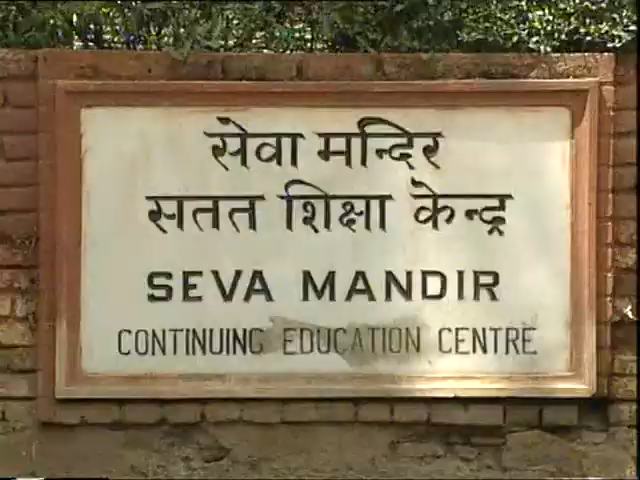 सेवा मन्दिर
सतत शिक्षा केन्द्र
SEVA MANDIR
CONTINUING EDUCATION CENTRE